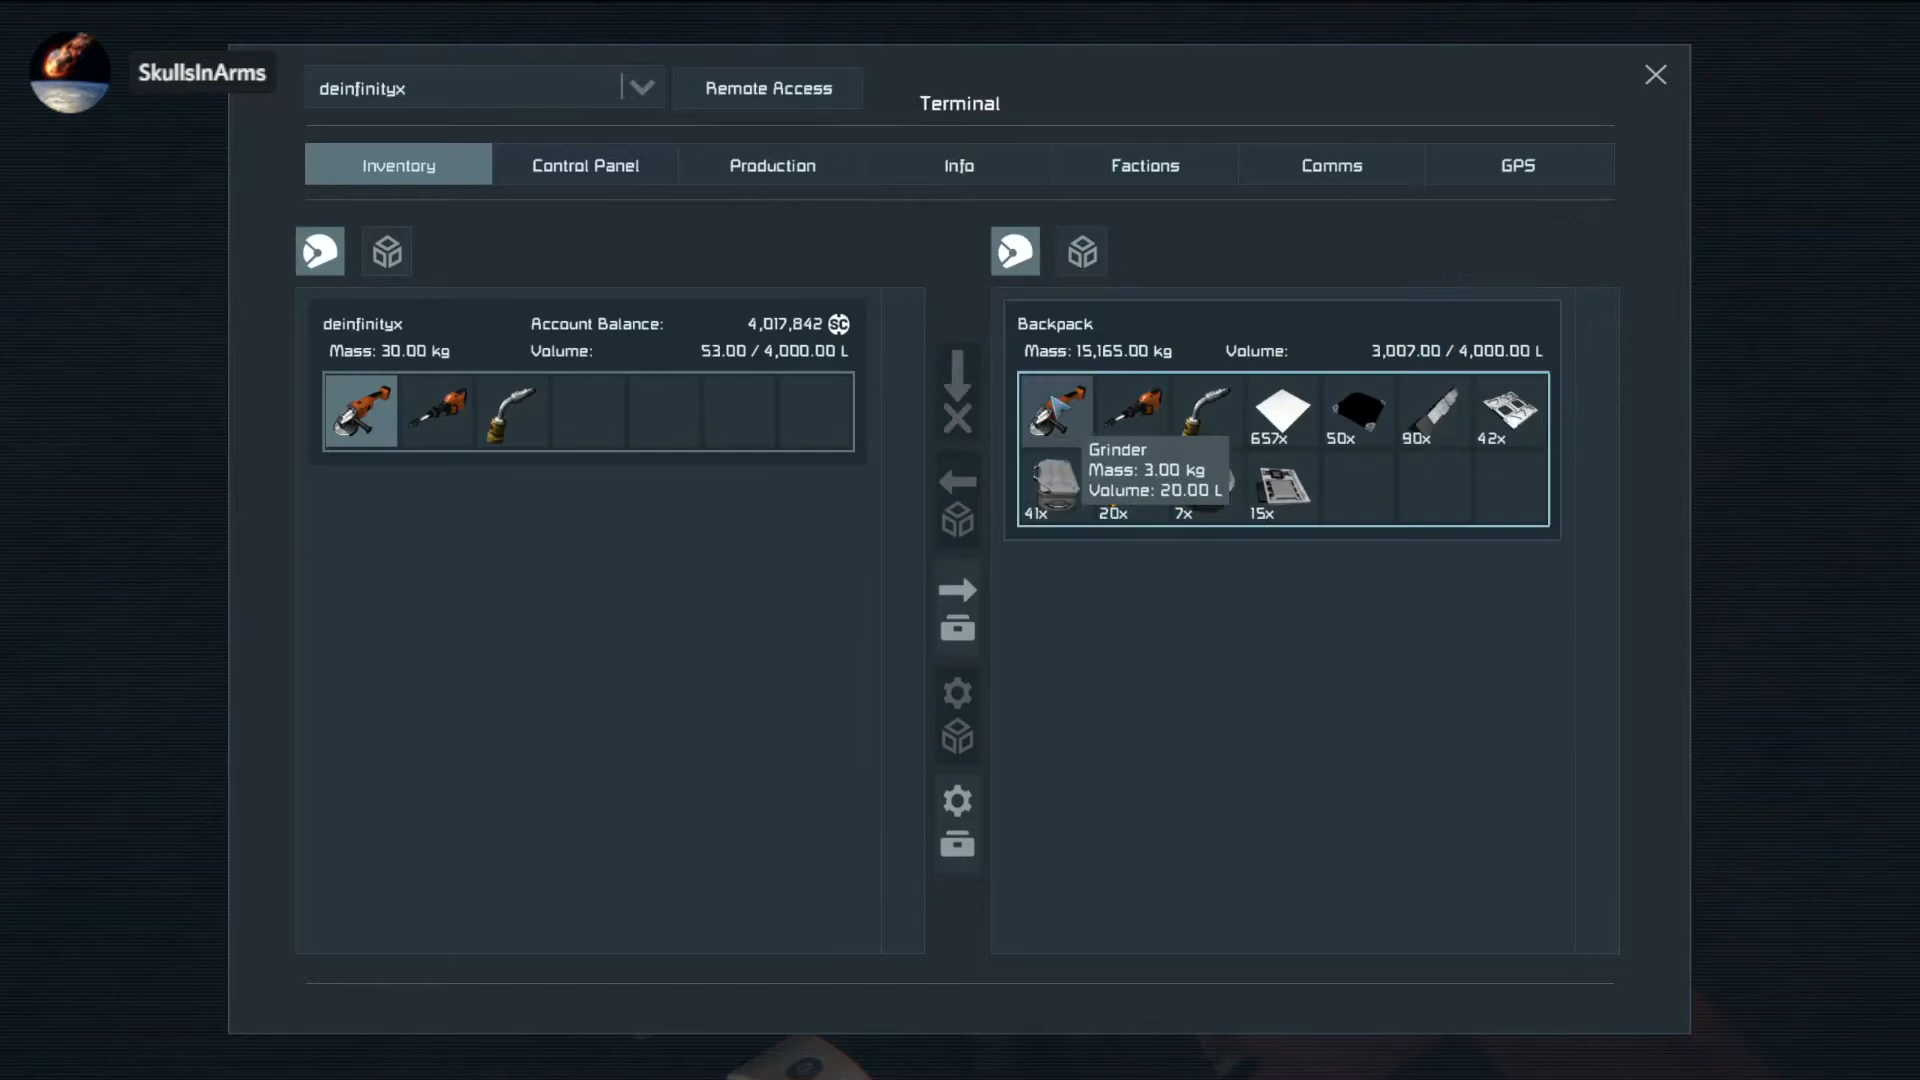 SkullsInArms
deinfinityx
Remote Access
Terminal
Inventory
Control Panel
Production
Info
Factions
Comms
GPS
deinfinityx
Account Balance:
4,017,842 SC
Mass: 30.00 kg
Volume:
53.00 / 4,000.00 L
Backpack
Mass: 15,165.00 kg
Volume:
3,007.00 / 4,000.00 L
657x
50x
90x
42x
Grinder
Mass: 3.00 kg
Volume: 20.00 L
41x
20x
7x
15x